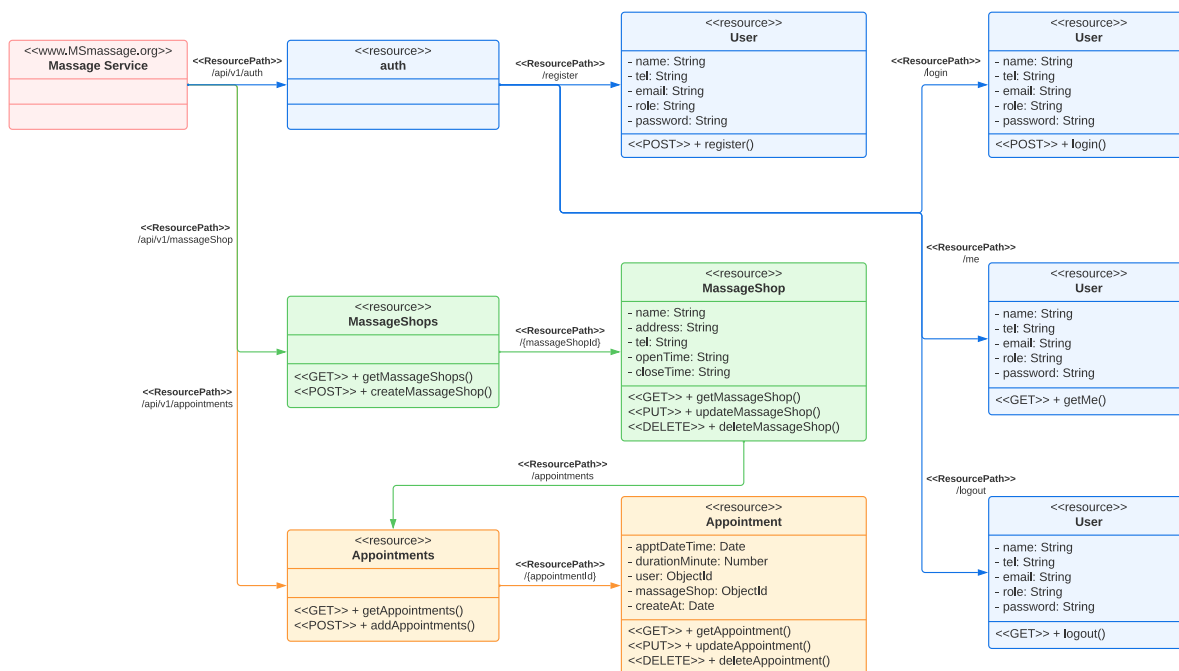 <<www.MSmassage.org>>
Massage Service
<<ResourcePath>>
/api/v1/auth
<<resource>>
auth
<<ResourcePath>>
/register
<<resource>>
User
- name: String
- tel: String
- email: String
- role: String
- password: String
<<POST>> + register()
<<ResourcePath>>
/login
<<resource>>
User
- name: String
- tel: String
- email: String
- role: String
- password: String
<<POST>> + login()
<<ResourcePath>>
/api/v1/massageShop
<<resource>>
MassageShops
<<GET>> + getMassageShops()
<<POST>> + createMassageShop()
<<ResourcePath>>
/{massageShopId}
<<resource>>
MassageShop
- name: String
- address: String
- tel: String
- openTime: String
- closeTime: String
<<GET>> + getMassageShop()
<<PUT>> + updateMassageShop()
<<DELETE>> + deleteMassageShop()
<<ResourcePath>>
/me
<<resource>>
User
- name: String
- tel: String
- email: String
- role: String
- password: String
<<GET>> + getMe()
<<ResourcePath>>
/api/v1/appointments
<<ResourcePath>>
/appointments
<<resource>>
Appointments
<<GET>> + getAppointments()
<<POST>> + addAppointments()
<<ResourcePath>>
/{appointmentId}
<<resource>>
Appointment
- apptDateTime: Date
- durationMinute: Number
- user: ObjectId
- massageShop: ObjectId
- createAt: Date
<<GET>> + getAppointment()
<<PUT>> + updateAppointment()
<<DELETE>> + deleteAppointment()
<<ResourcePath>>
/logout
<<resource>>
User
- name: String
- tel: String
- email: String
- role: String
- password: String
<<GET>> + logout()